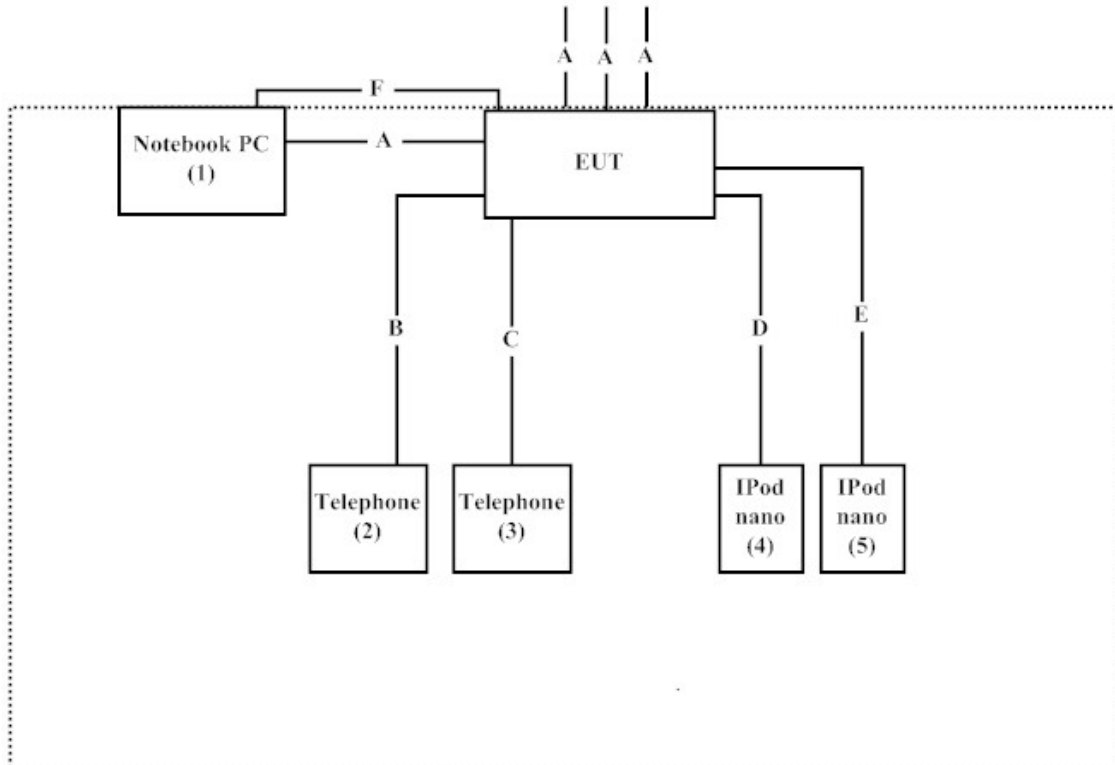 A A A
F
Notebook PC
(1)
A
EUT
B
C
D
E
Telephone
(2)
Telephone
(3)
IPod
nano
(4)
IPod
nano
(5)